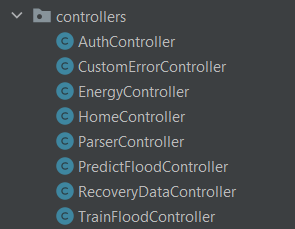 controllers
AuthController
CustomErrorController
EnergyController
HomeController
ParserController
PredictFloodController
RecoveryDataController
TrainFloodController